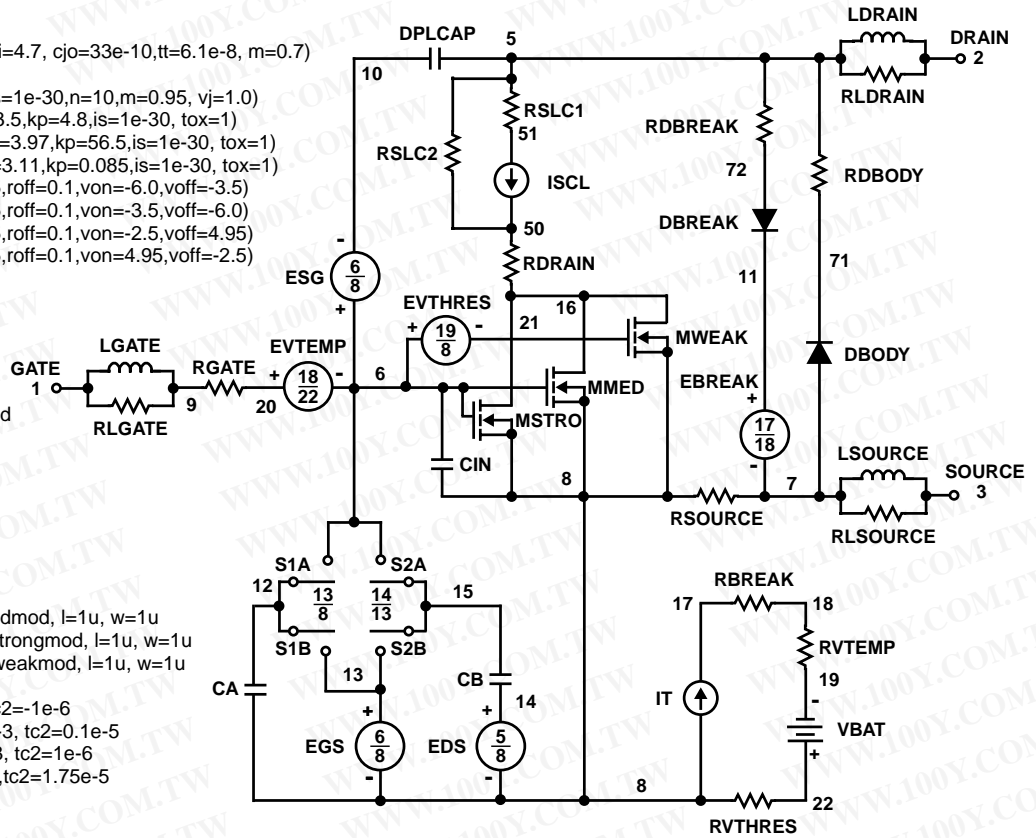 i=4.7, cjo=33e-10,tt=6.1e-8, m=0.7)
=1e-30,n=10,m=0.95, vj=1.0)
3.5,kp=4.8,is=1e-30, tox=1)
=3.97,kp=56.5,is=1e-30, tox=1)
=3.11,kp=0.085,is=1e-30, tox=1)
,roff=0.1,von=-6.0,voff=-3.5)
,roff=0.1,von=-3.5,voff=-6.0)
,roff=0.1,von=-2.5,voff=4.95)
,roff=0.1,von=4.95,voff=-2.5)
DPLCAP 5
10
LDRAIN
DRAIN
2
RLDRAIN
RSLC1
51
RSLC2
ISCL
50
RDBREAK
72
RDBODY
DBREAK
11
71
RDRAIN
-
ESG
6
8
+
EVTHRES
+ 19 -
8
21
16
MWEAK
DBODY
LGATE
GATE
1
RLGATE
9
RGATE
20
EVTEMP
+ 18 -
22
6
MMED
MSTRO
EBREAK
+
17
18
-
CIN
8
RSOURCE
7
LSOURCE
SOURCE
3
RLSOURCE
d
S1A
S2A
12
13
8
14
13
15
S1B
S2B
13
CA
CB
14
+
EGS
6
8
-
+
EDS
5
8
-
RBREAK
17
18
RVTEMP
19
IT
-
VBAT
+
8
22
RVTHRES
dmod, l=1u, w=1u
trongmod, l=1u, w=1u
weakmod, l=1u, w=1u
c2=-1e-6
-3, tc2=0.1e-5
3, tc2=1e-6
,tc2=1.75e-5
WWW.100Y.COM.TW